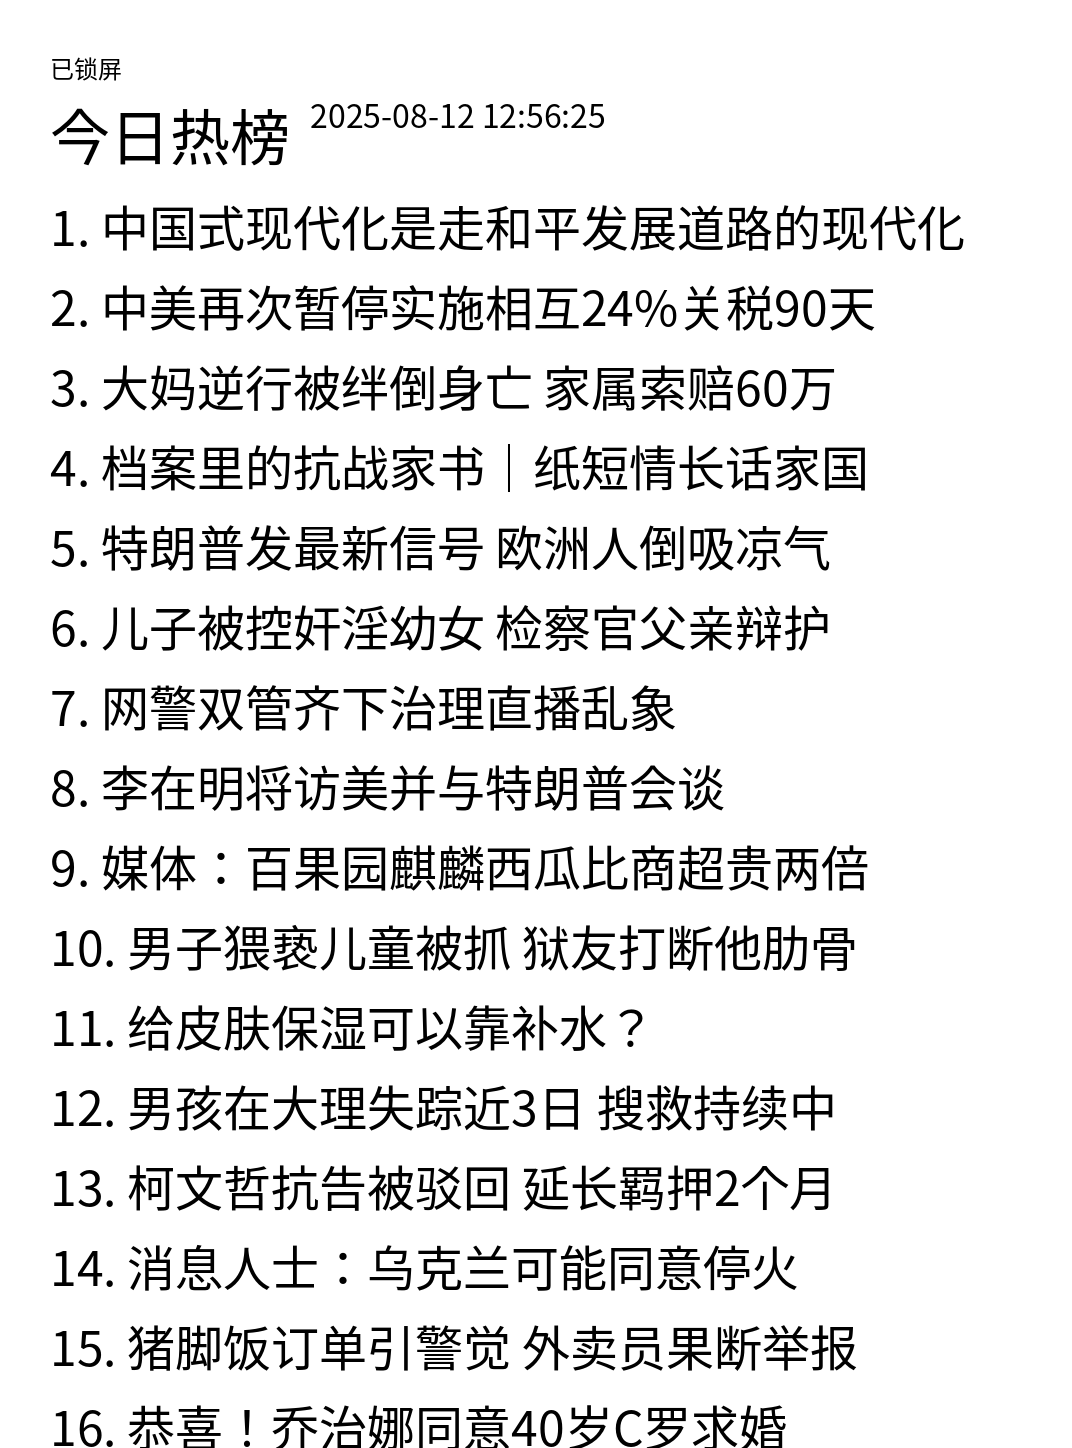 已锁屏
今日热榜 2025-08-12 12:56:25
1. 中国式现代化是走和平发展道路的现代化
2. 中美再次暂停实施相互24%关税90天
3. 大妈逆行被绊倒身亡 家属索赔60万
4. 档案里的抗战家书｜纸短情长话家国
5. 特朗普发最新信号 欧洲人倒吸凉气
6. 儿子被控奸淫幼女 检察官父亲辩护
7. 网警双管齐下治理直播乱象
8. 李在明将访美并与特朗普会谈
9. 媒体：百果园麒麟西瓜比商超贵两倍
10. 男子猥亵儿童被抓 狱友打断他肋骨
11. 给皮肤保湿可以靠补水？
12. 男孩在大理失踪近3日 搜救持续中
13. 柯文哲抗告被驳回 延长羁押2个月
14. 消息人士：乌克兰可能同意停火
15. 猪脚饭订单引警觉 外卖员果断举报
16. 恭喜！乔治娜同意40岁C罗求婚